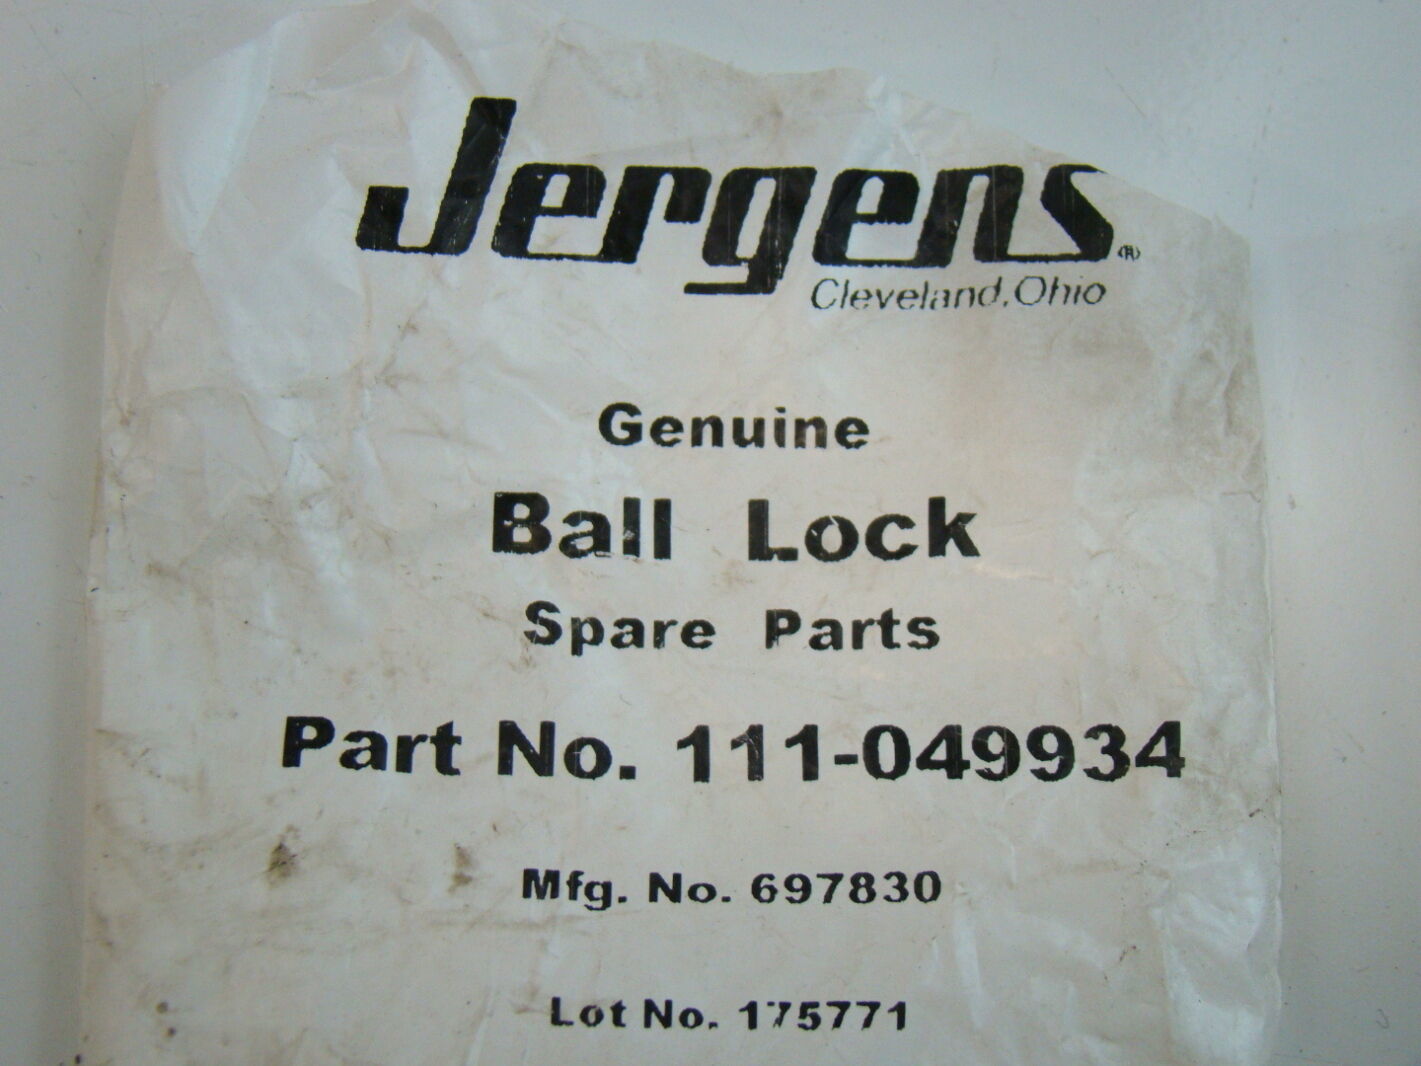 Jergens®
Cleveland, Ohio
Genuine
Ball Lock
Spare Parts
Part No. 111-049934
Mfg. No. 697830
Lot No. 175771